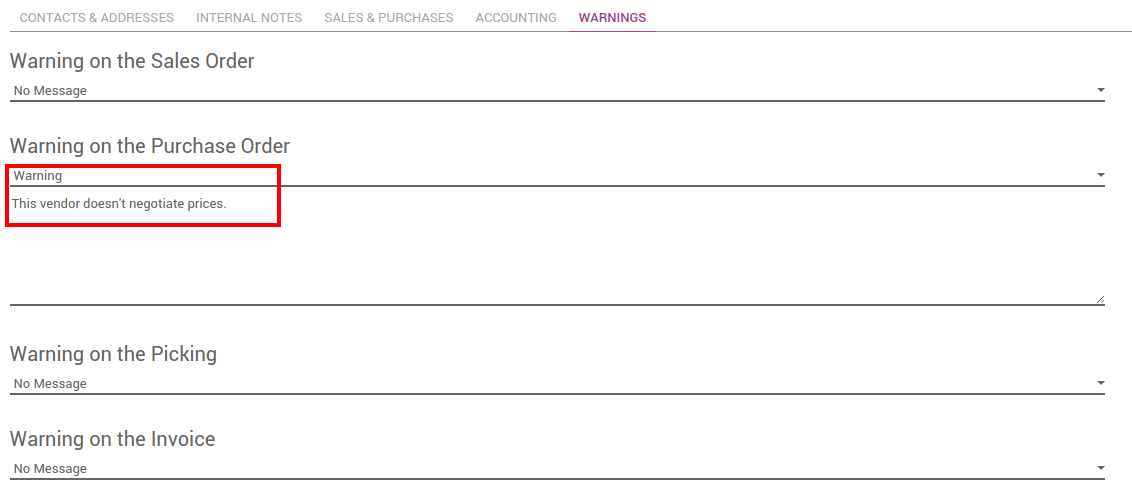 CONTACTS & ADDRESSES INTERNAL NOTES SALES & PURCHASES ACCOUNTING WARNINGS
Warning on the Sales Order
No Message
Warning on the Purchase Order
Warning
This vendor doesn't negotiate prices.
Warning on the Picking
No Message
Warning on the Invoice
No Message